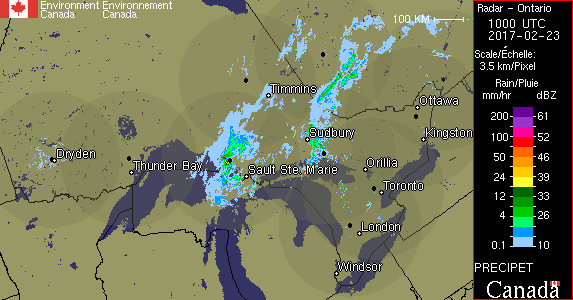 Environment Environnement
Canada Canada
100 KM
Timmins
Ottawa
Sudbury
Kingston
Dryden
Thunder Bay
Orillia
Sault Ste. Marie
Toronto
London
Windsor
Radar - Ontario
1000 UTC
2017-02-23
Scale/Échelle:
3.5 km/Pixel
Rain/Pluie
mm/hr dBZ
200 61
100 52
50 46
24 39
12 33
4 26
0.1 10
PRECIPET
Canada